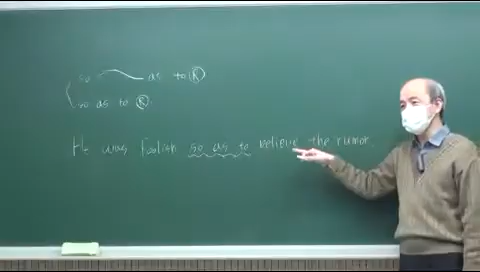 so ~ as to Ⓡ
so as to Ⓡ.
He was foolish so as to believe the rumor.